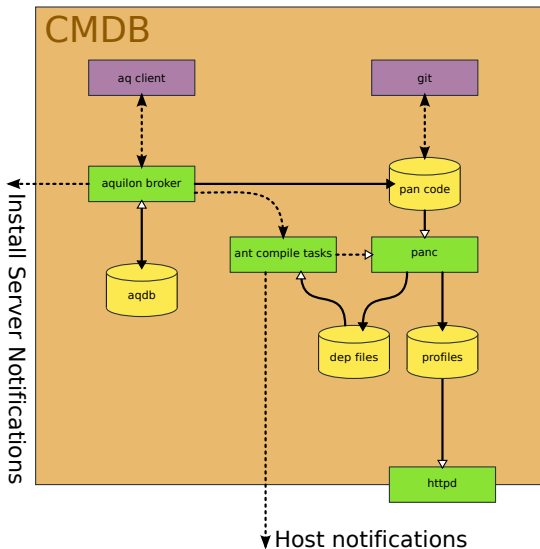 CMDB
aq client
git
aquilon broker
pan code
Install Server Notifications
ant compile tasks
panc
aqdb
dep files
profiles
httpd
Host notifications